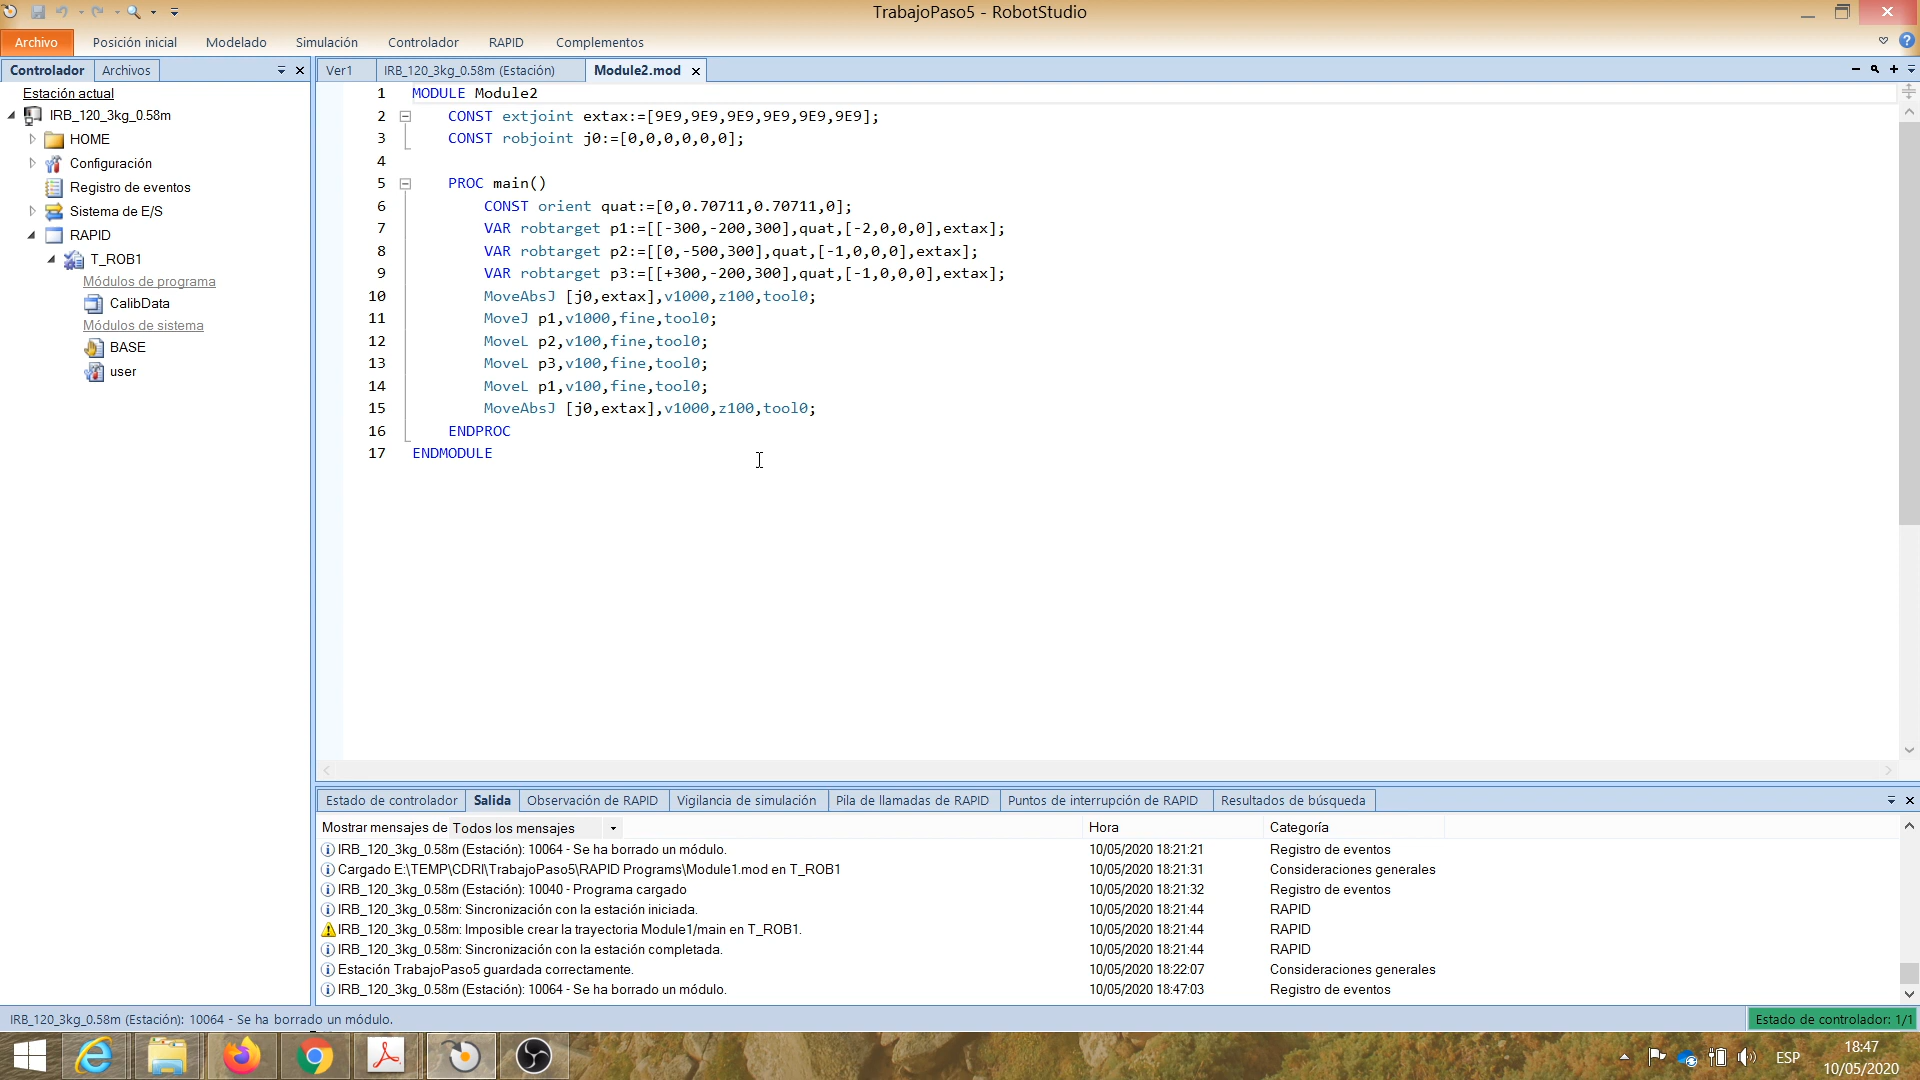 TrabajoPaso5 - RobotStudio
Archivo Posición inicial Modelado Simulación Controlador RAPID Complementos
Controlador Archivos
Estación actual
IRB_120_3kg_0.58m
HOME
Configuración
Registro de eventos
Sistema de E/S
RAPID
T_ROB1
Módulos de programa
CalibData
Módulos de sistema
BASE
user
Ver1 IRB_120_3kg_0.58m (Estación) Module2.mod
1 MODULE Module2
2 CONST extjoint extax:=[9E9,9E9,9E9,9E9,9E9,9E9];
3 CONST robjoint j0:=[0,0,0,0,0,0];
4
5 PROC main()
6 CONST orient quat:=[0,0.70711,0.70711,0];
7 VAR robtarget p1:=[[-300,-200,300],quat,[-2,0,0,0],extax];
8 VAR robtarget p2:=[[0,-500,300],quat,[-1,0,0,0],extax];
9 VAR robtarget p3:=[[+300,-200,300],quat,[-1,0,0,0],extax];
10 MoveAbsJ [j0,extax],v1000,z100,tool0;
11 MoveJ p1,v1000,fine,tool0;
12 MoveL p2,v100,fine,tool0;
13 MoveL p3,v100,fine,tool0;
14 MoveL p1,v100,fine,tool0;
15 MoveAbsJ [j0,extax],v1000,z100,tool0;
16 ENDPROC
17 ENDMODULE
Estado de controlador Salida Observación de RAPID Vigilancia de simulación Pila de llamadas de RAPID Puntos de interrupción de RAPID Resultados de búsqueda
Mostrar mensajes de Todos los mensajes Hora Categoría
IRB_120_3kg_0.58m (Estación): 10064 - Se ha borrado un módulo. 10/05/2020 18:21:21 Registro de eventos
Cargado E:\TEMP\CDRI\TrabajoPaso5\RAPID Programs\Module1.mod en T_ROB1 10/05/2020 18:21:31 Consideraciones generales
IRB_120_3kg_0.58m (Estación): 10040 - Programa cargado 10/05/2020 18:21:32 Registro de eventos
IRB_120_3kg_0.58m: Sincronización con la estación iniciada. 10/05/2020 18:21:44 RAPID
IRB_120_3kg_0.58m: Imposible crear la trayectoria Module1/main en T_ROB1. 10/05/2020 18:21:44 RAPID
IRB_120_3kg_0.58m: Sincronización con la estación completada. 10/05/2020 18:21:44 RAPID
Estación TrabajoPaso5 guardada correctamente. 10/05/2020 18:22:07 Consideraciones generales
IRB_120_3kg_0.58m (Estación): 10064 - Se ha borrado un módulo. 10/05/2020 18:47:03 Registro de eventos
IRB_120_3kg_0.58m (Estación): 10064 - Se ha borrado un módulo. Estado de controlador: 1/1
ESP
18:47
10/05/2020